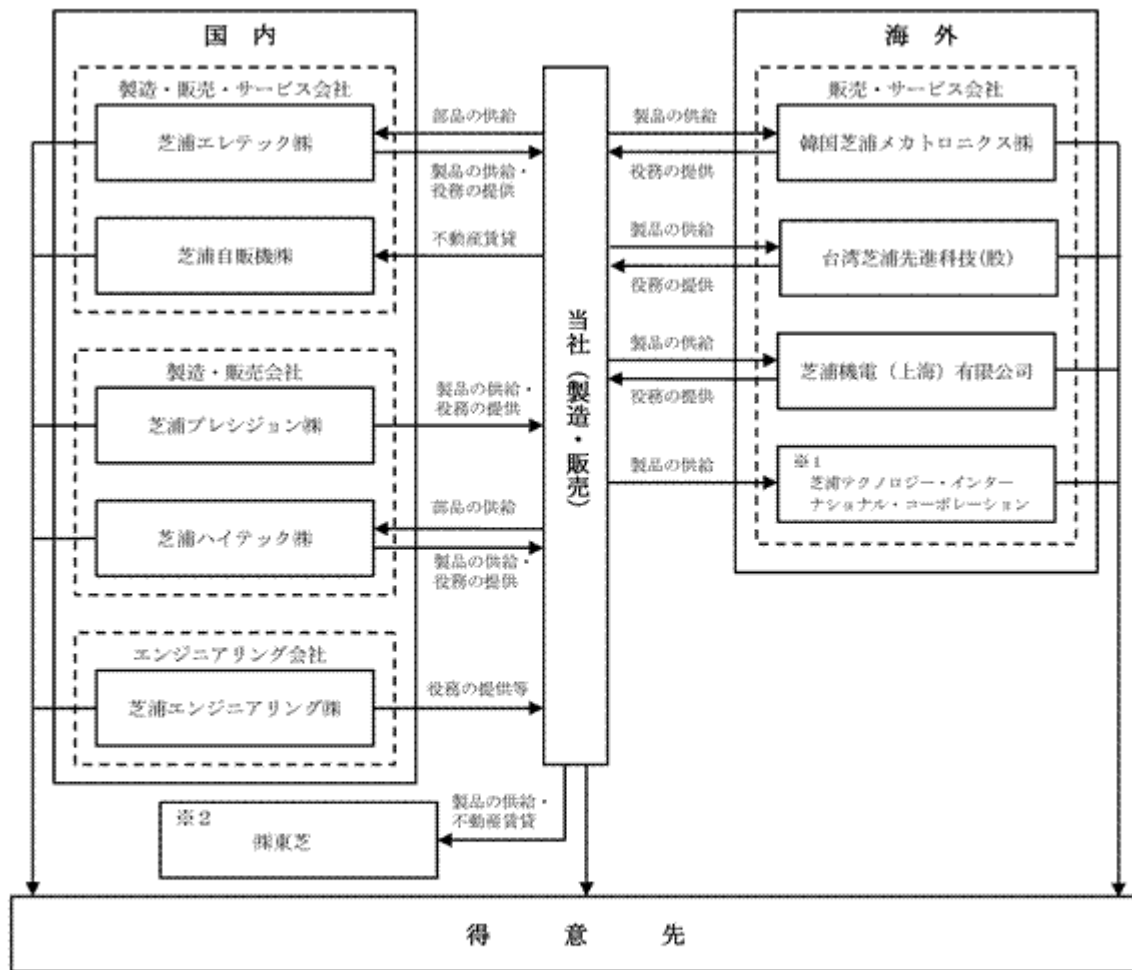 国 内
製造・販売・サービス会社
芝浦エレテック㈱
芝浦自販機㈱
製造・販売会社
芝浦プレシジョン㈱
芝浦ハイテック㈱
エンジニアリング会社
芝浦エンジニアリング㈱
部品の供給
製品の供給・
役務の提供
不動産賃貸
製品の供給・
役務の提供
部品の供給
製品の供給・
役務の提供
役務の提供等
当社(製造・販売)
製品の供給
役務の提供
製品の供給
役務の提供
製品の供給
役務の提供
製品の供給
海 外
販売・サービス会社
韓国芝浦メカトロニクス㈱
台湾芝浦先進科技(股)
芝浦機電（上海）有限公司
※1
芝浦テクノロジー・インター
ナショナル・コーポレーション
※2
㈱東芝
製品の供給・
不動産賃貸
得 意 先